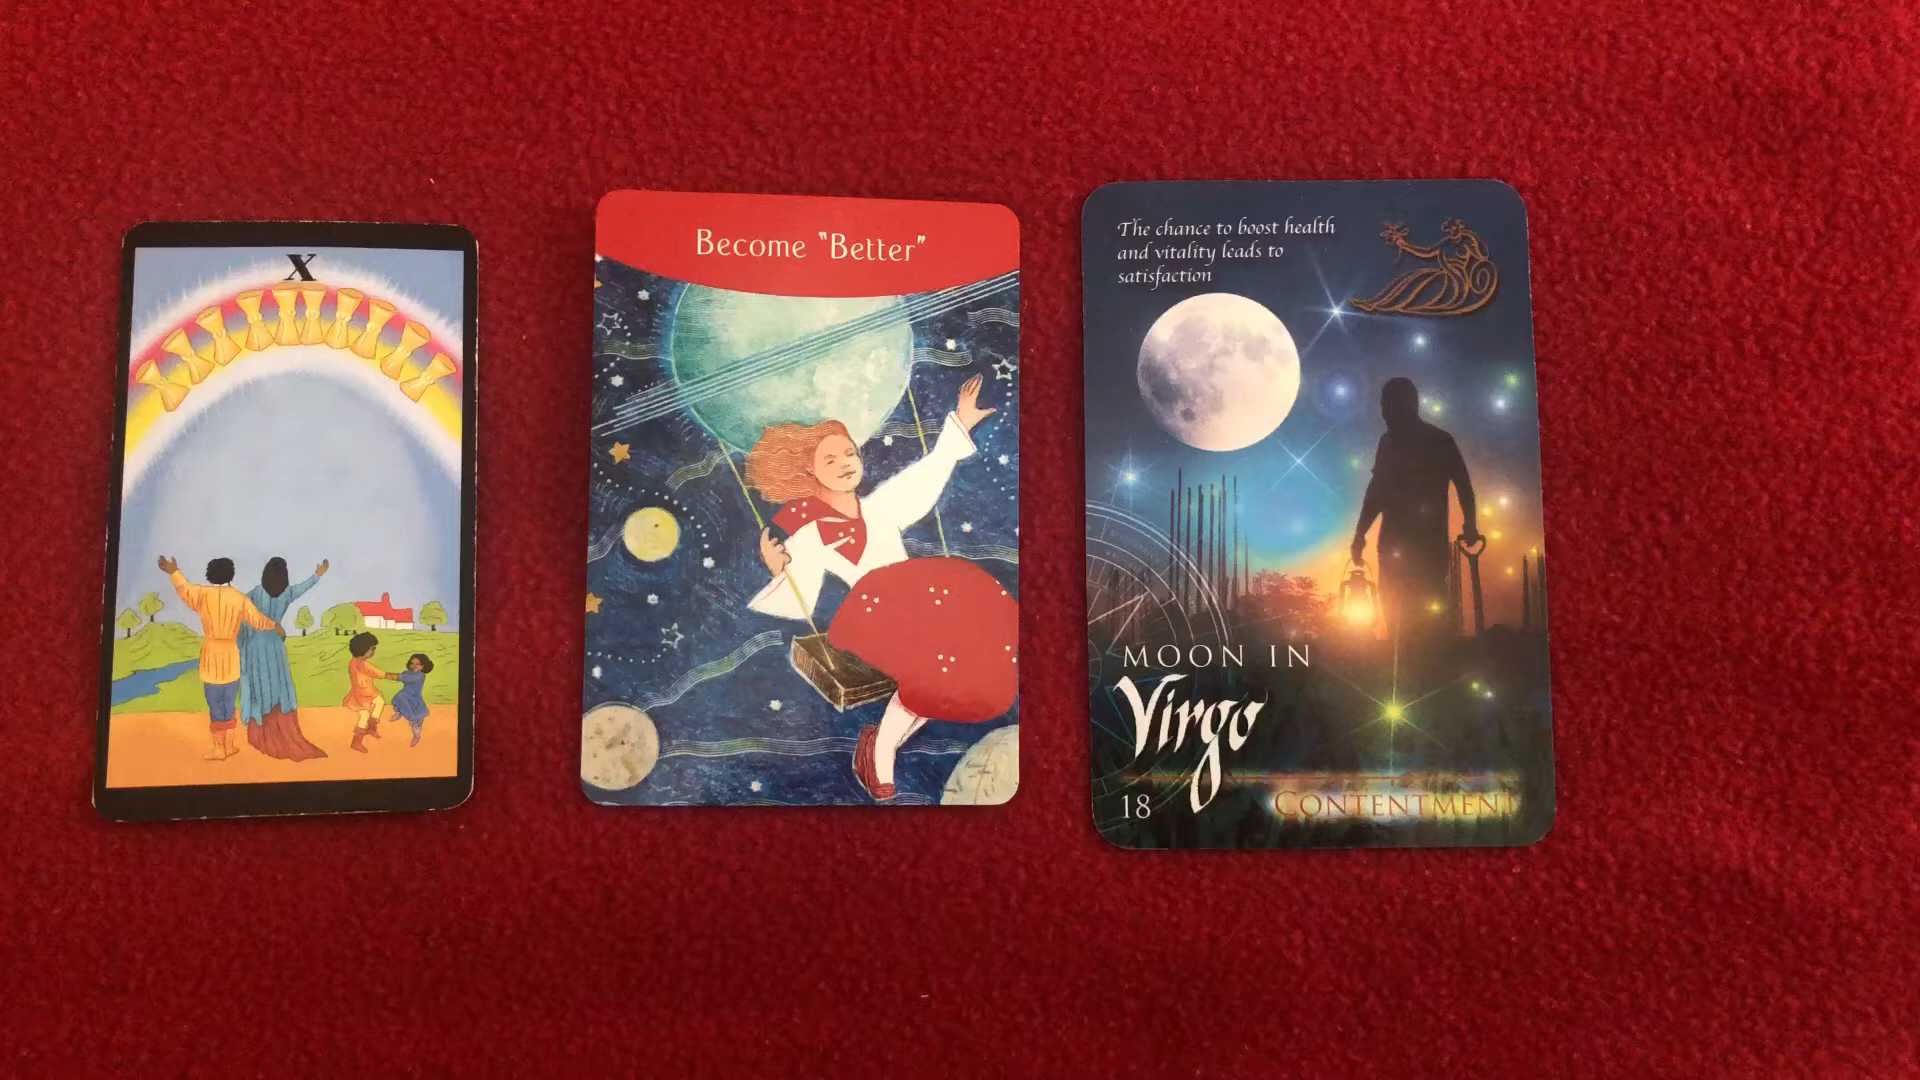 X
Become "Better"
The chance to boost health
and vitality leads to
satisfaction
MOON IN
Virgo
18
CONTENTMENT